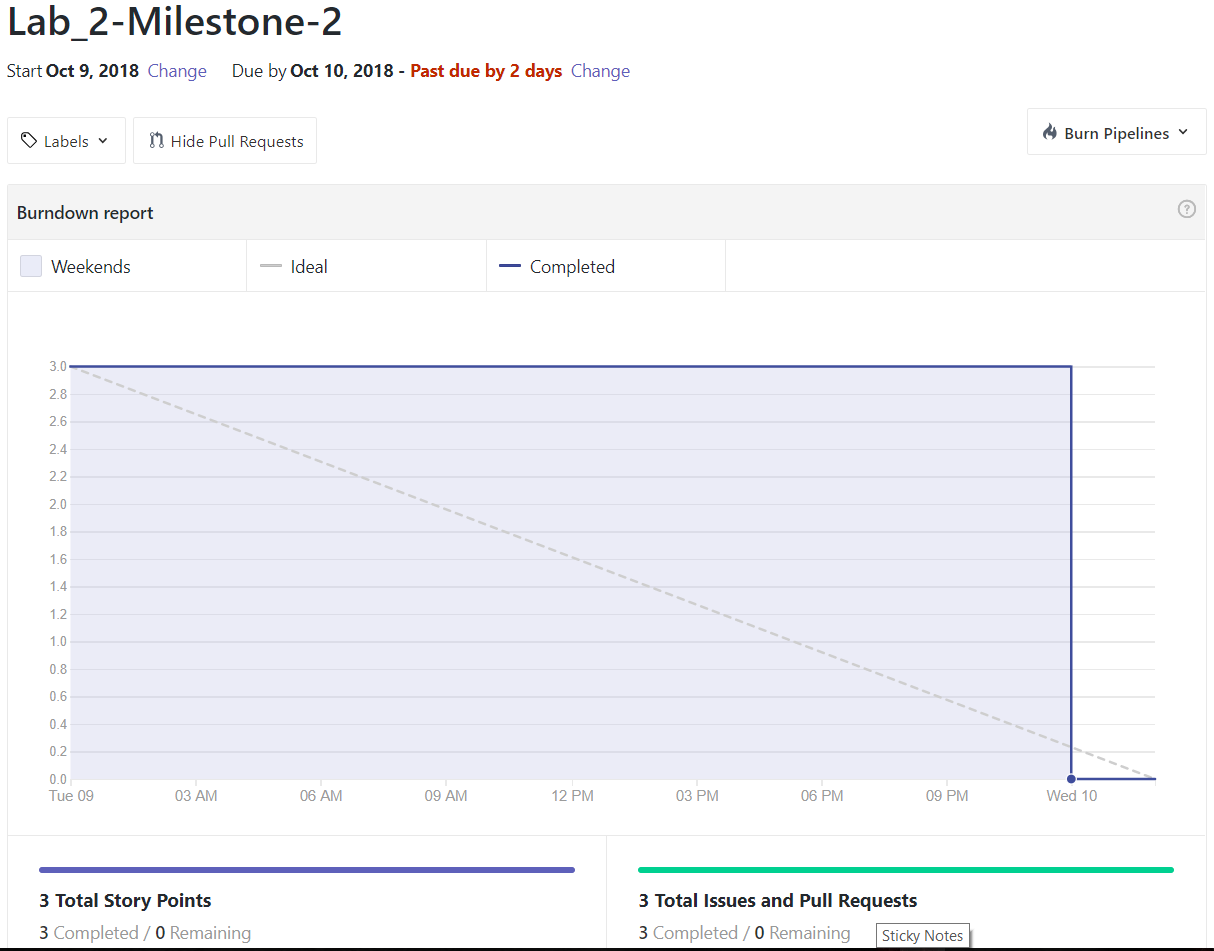 Lab_2-Milestone-2
Start Oct 9, 2018 Change Due by Oct 10, 2018 - Past due by 2 days Change
Labels Hide Pull Requests Burn Pipelines
Burndown report ?
Weekends Ideal Completed
3.0
2.8
2.6
2.4
2.2
2.0
1.8
1.6
1.4
1.2
1.0
0.8
0.6
0.4
0.2
0.0
Tue 09 03 AM 06 AM 09 AM 12 PM 03 PM 06 PM 09 PM Wed 10
3 Total Story Points
3 Completed / 0 Remaining
3 Total Issues and Pull Requests
3 Completed / 0 Remaining
Sticky Notes